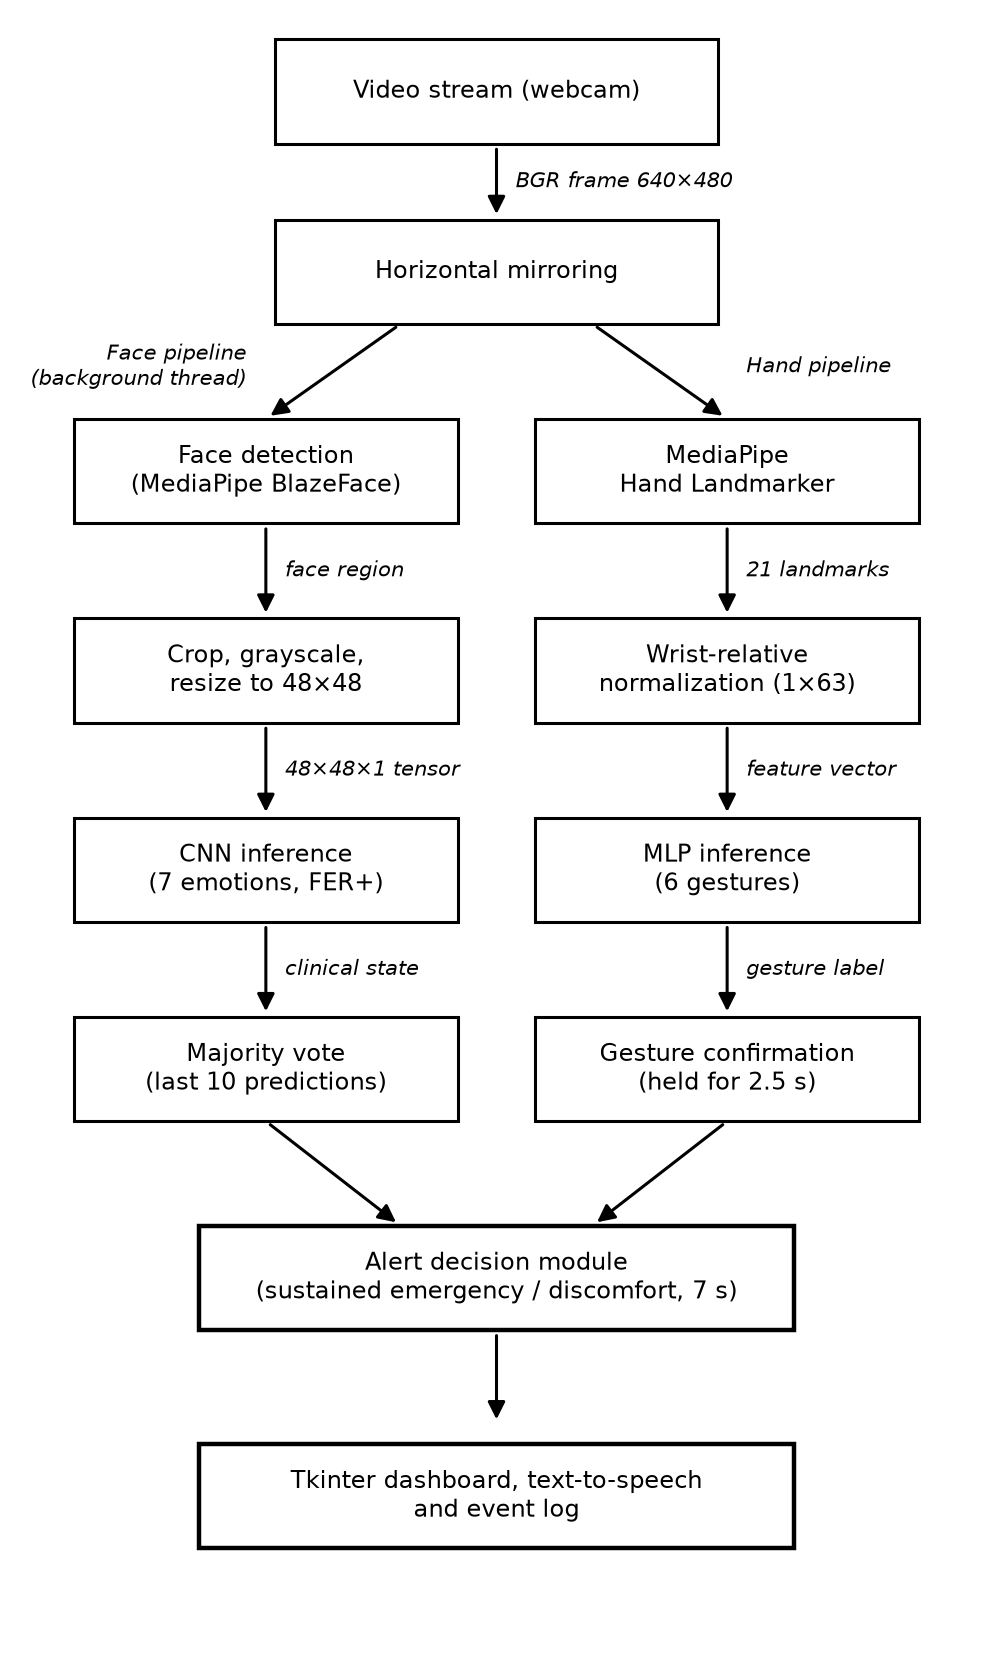 Video stream (webcam)
BGR frame 640×480
Horizontal mirroring
Face pipeline
(background thread)
Hand pipeline
Face detection
(MediaPipe BlazeFace)
MediaPipe
Hand Landmarker
face region
21 landmarks
Crop, grayscale,
resize to 48×48
Wrist-relative
normalization (1×63)
48×48×1 tensor
feature vector
CNN inference
(7 emotions, FER+)
MLP inference
(6 gestures)
clinical state
gesture label
Majority vote
(last 10 predictions)
Gesture confirmation
(held for 2.5 s)
Alert decision module
(sustained emergency / discomfort, 7 s)
Tkinter dashboard, text-to-speech
and event log